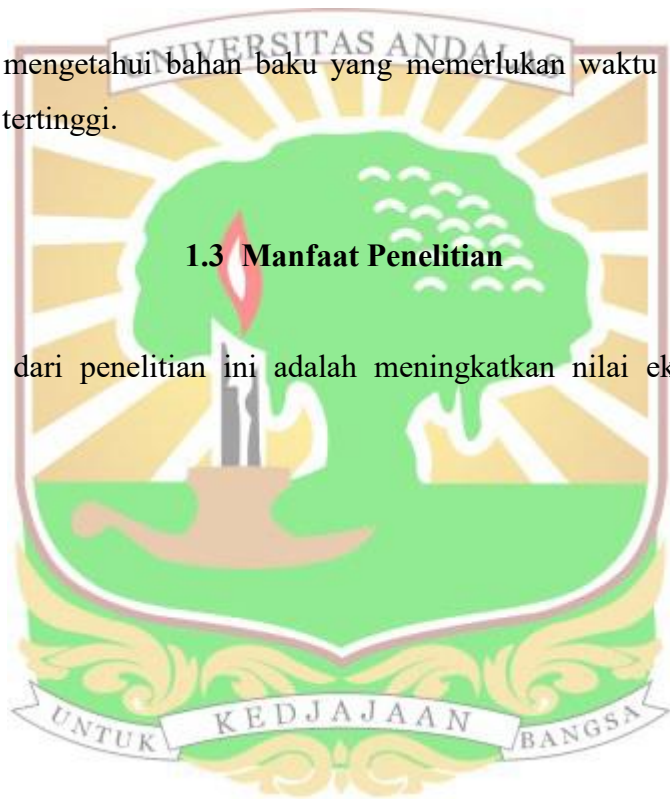 UNIVERSITAS ANDALAS
mengetahui bahan baku yang memerlukan waktu
tertinggi.
1.3 Manfaat Penelitian
dari penelitian ini adalah meningkatkan nilai
UNTUK KEDJAJAAN BANGSA